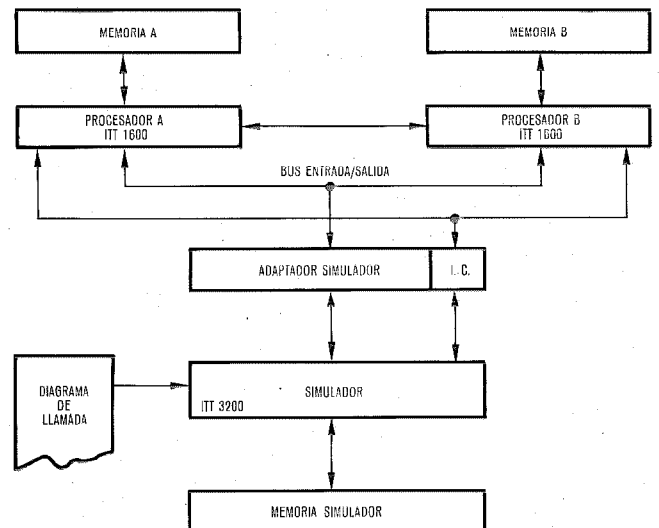 MEMORIA A
MEMORIA B
PROCESADOR A
ITT 1600
PROCESADOR B
ITT 1600
BUS ENTRADA/SALIDA
ADAPTADOR SIMULADOR
I.C.
DIAGRAMA
DE
LLAMADA
SIMULADOR
ITT 3200
MEMORIA SIMULADOR